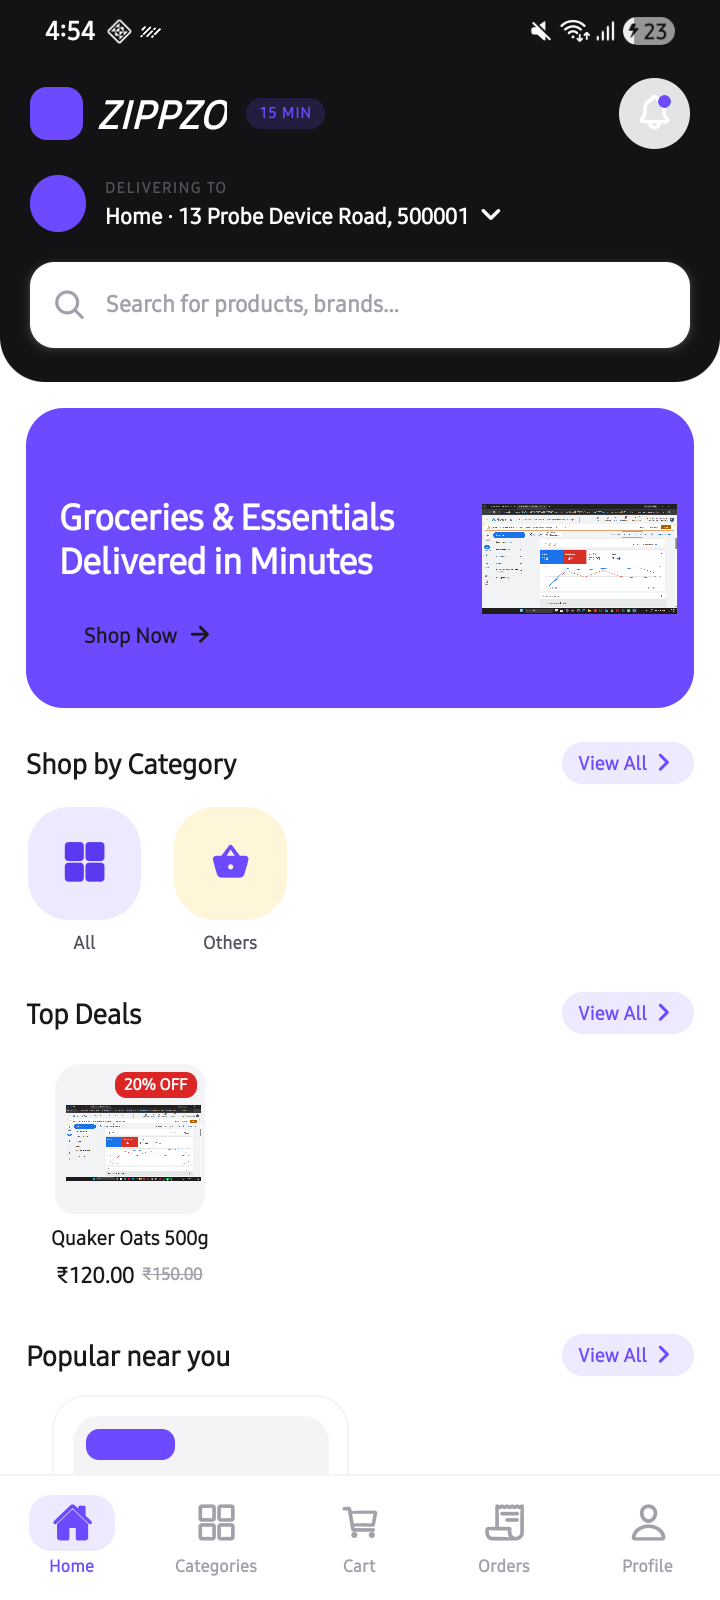 4:54
23
ZIPPZO
15 MIN
DELIVERING TO
Home · 13 Probe Device Road, 500001
Search for products, brands...
Groceries & Essentials
Delivered in Minutes
Shop Now
Shop by Category
View All
All
Others
Top Deals
View All
20% OFF
Quaker Oats 500g
₹120.00 ₹150.00
Popular near you
View All
Home
Categories
Cart
Orders
Profile